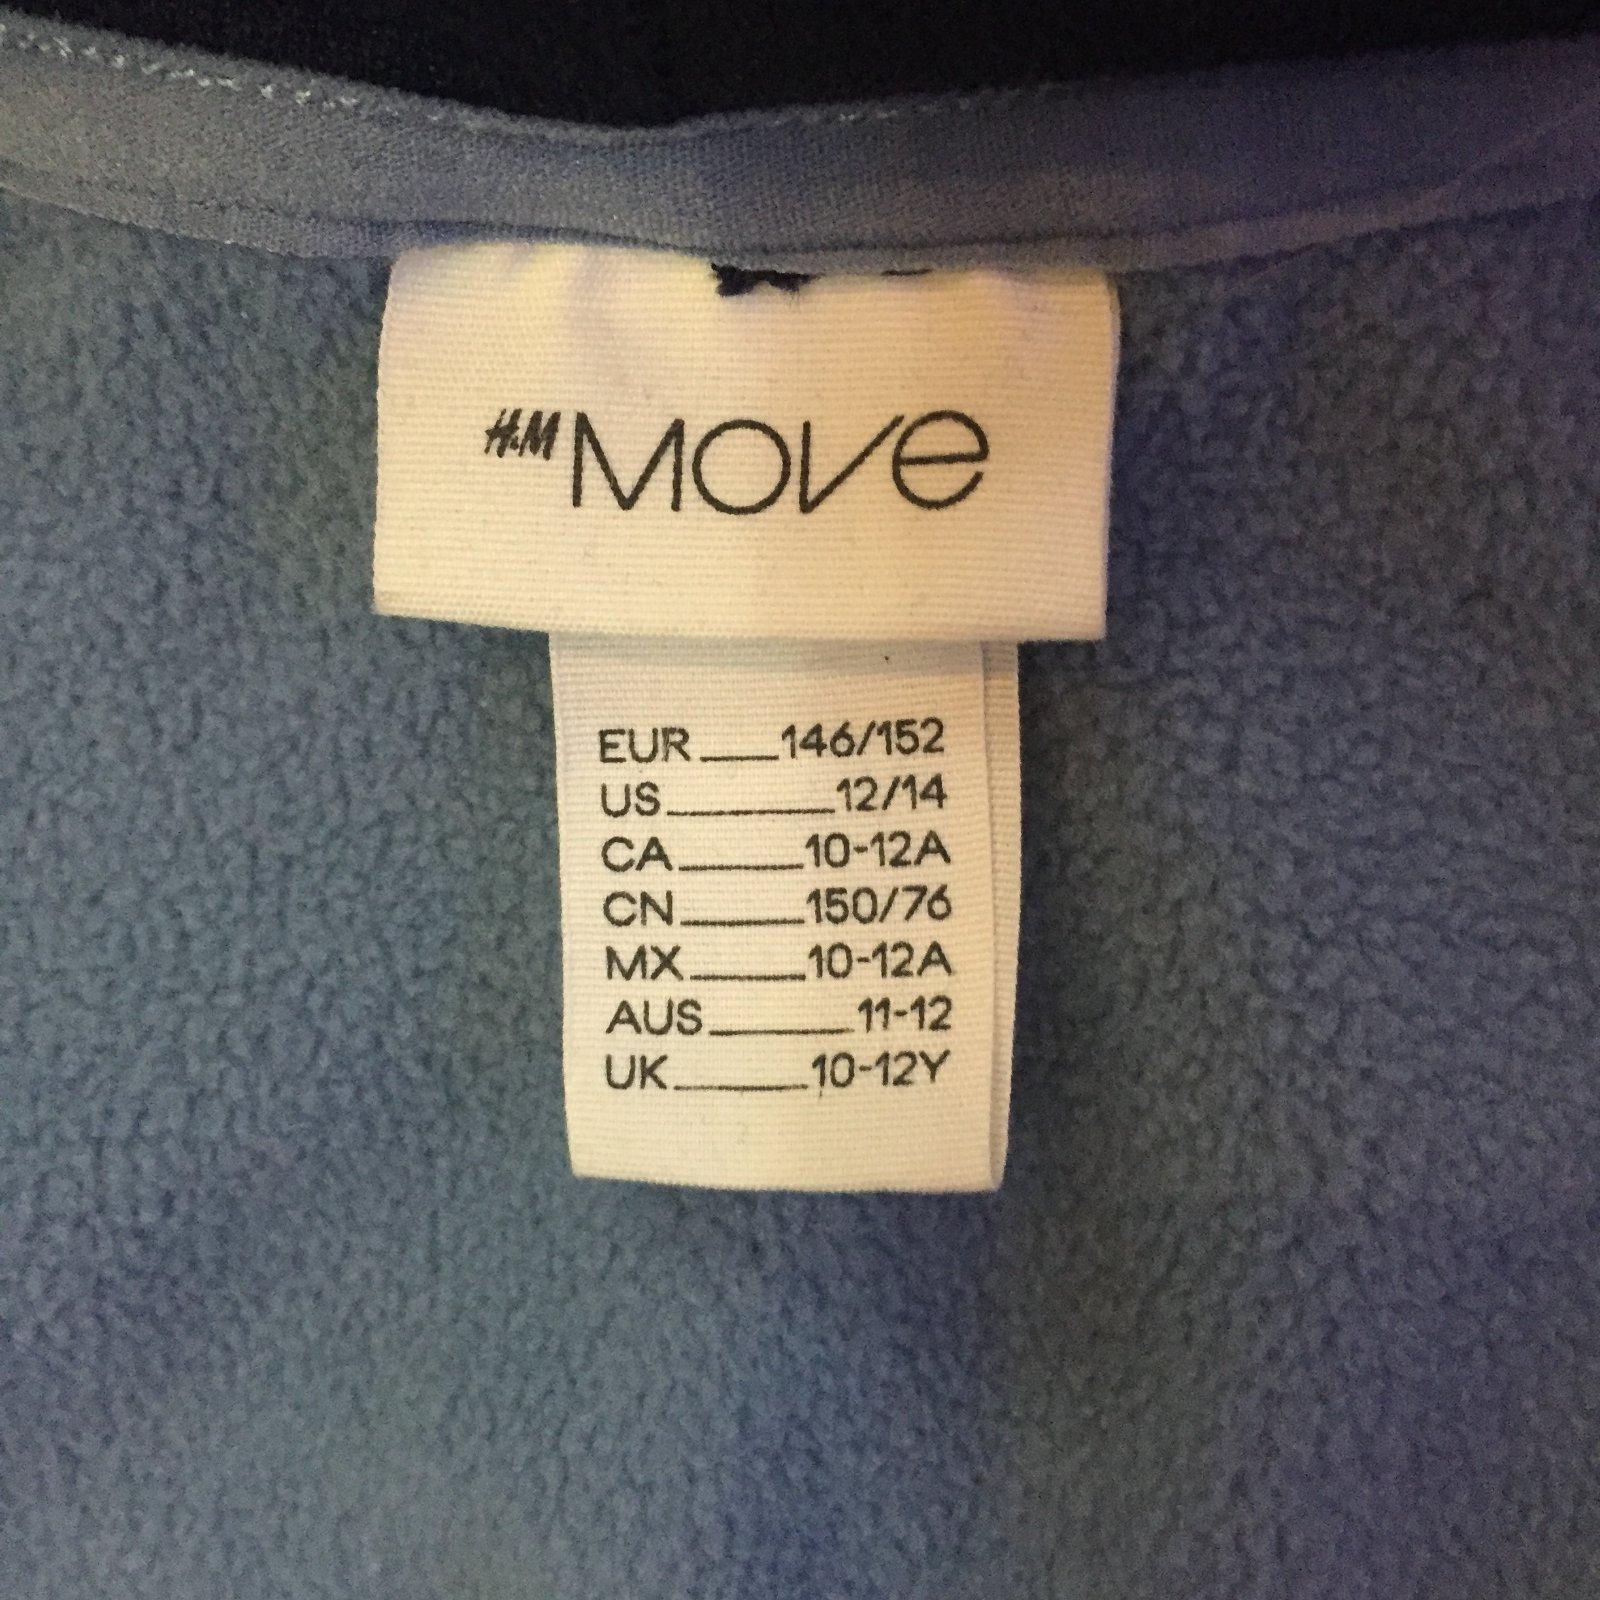 H&M MOVE
EUR 146/152
US 12/14
CA 10-12A
CN 150/76
MX 10-12A
AUS 11-12
UK 10-12Y